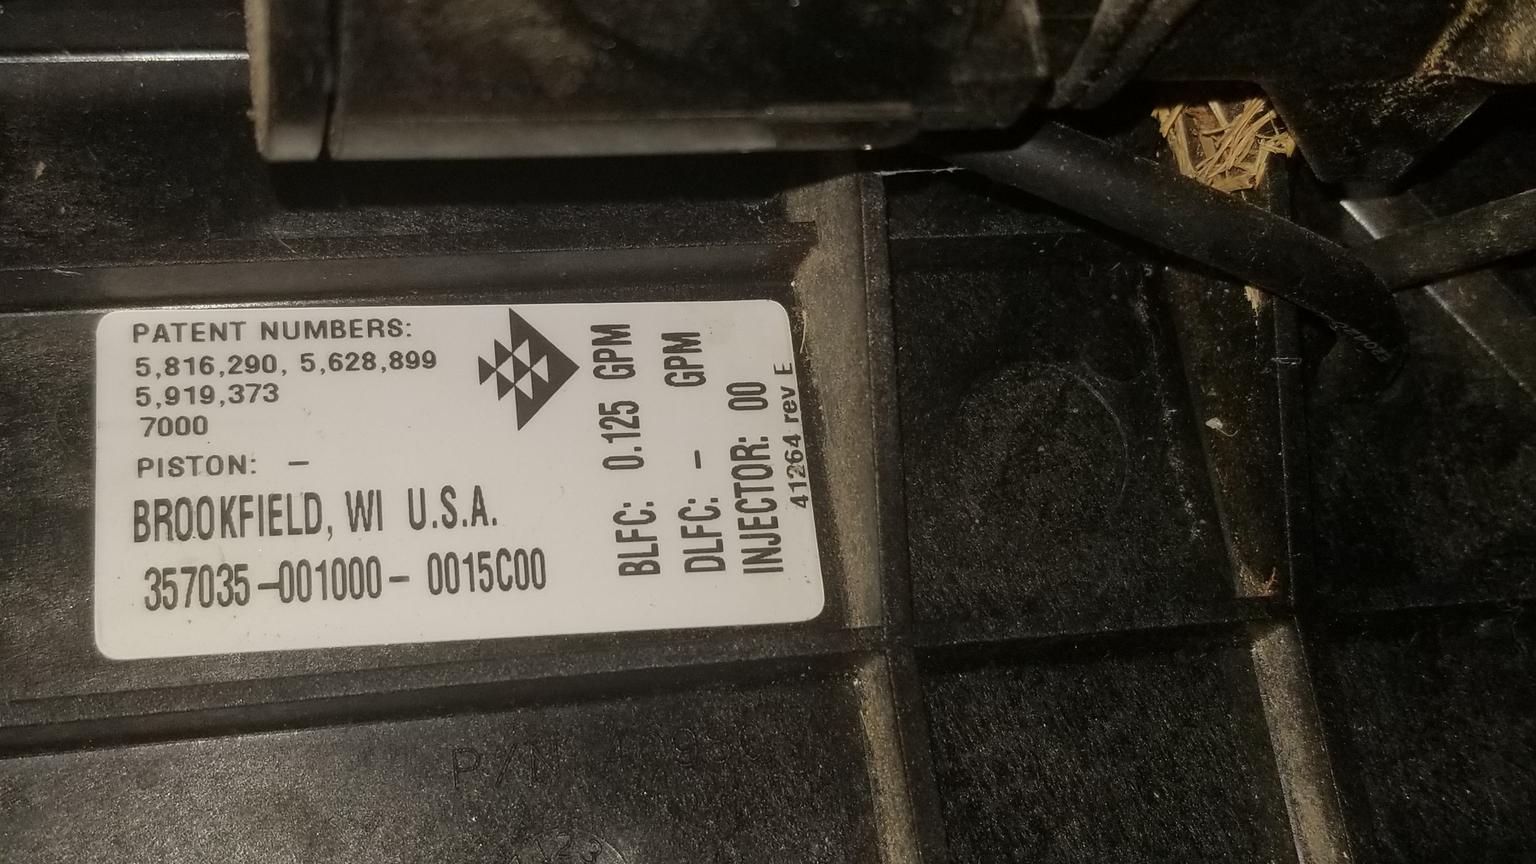 PATENT NUMBERS:
5,816,290, 5,628,899
5,919,373
7000
PISTON: –
BROOKFIELD, WI U.S.A.
357035-001000- 0015C00
BLFC: 0.125 GPM
DLFC: – GPM
INJECTOR: 00
41264 rev E
P/N